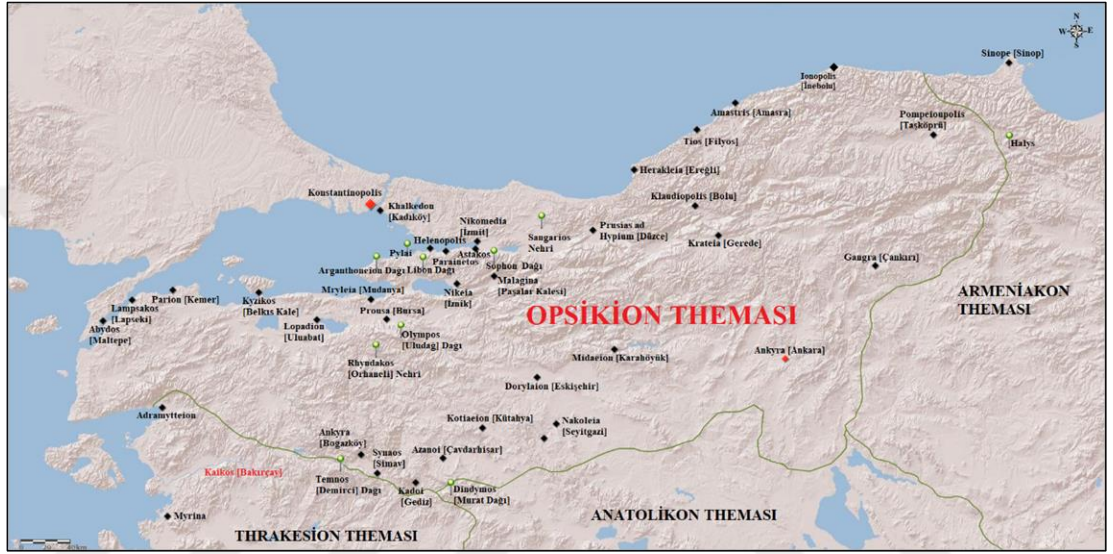 N
W E
S
Sinope [Sinop]
Ionopolis
[İnebolu]
Amastris [Amasra]
Pompeioupolis
[Taşköprü]
Tios [Filyos]
Halys
Herakleia [Ereğli]
Konstantinopolis
Klaudiopolis [Bolu]
Khalkedon
[Kadıköy]
Nikomedia
[İzmit]
Sangarios
Nehri
Prusias ad
Hypium [Düzce]
Krateia [Gerede]
Helenopolis
Pylai
Parainetos
Astakos
Gangra [Çankırı]
Arganthoneion Dağı
Libon Dağı
Sophon Dağı
Malagina
[Paşalar Kalesi]
ARMENİAKON
THEMASI
Nikeia
[İznik]
Mryleia [Mudanya]
Parion [Kemer]
Kyzikos
[Belkıs Kale]
Lampsakos
[Lapseki]
Abydos
[Maltepe]
Lopadion
[Uluabat]
Prousa [Bursa]
OPSİKİON THEMASI
Olympos
[Uludağ] Dağı
Rhyndakos
[Orhaneli] Nehri
Midaeion [Karahöyük]
Ankyra [Ankara]
Dorylaion [Eskişehir]
Adramytteion
Kotiaeion [Kütahya]
Nakoleia
[Seyitgazi]
Ankyra
[Bogazköy]
Synaos
[Simav]
Azanoi [Çavdarhisar]
Kaikos [Bakırçay]
Temnos
[Demirci] Dağı
Kadoi
[Gediz]
Dindymos
[Murat Dağı]
Myrina
ANATOLİKON THEMASI
THRAKESİON THEMASI